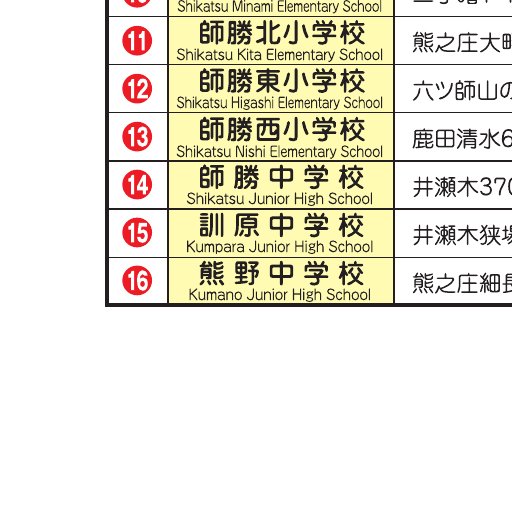 Shikatsu Minami Elementary School
11 師勝北小学校 熊之庄大
Shikatsu Kita Elementary School
12 師勝東小学校 六ツ師山の
Shikatsu Higashi Elementary School
13 師勝西小学校 鹿田清水6
Shikatsu Nishi Elementary School
14 師勝中学校 井瀬木370
Shikatsu Junior High School
15 訓原中学校 井瀬木狭場
Kumpara Junior High School
16 熊野中学校 熊之庄細長
Kumano Junior High School